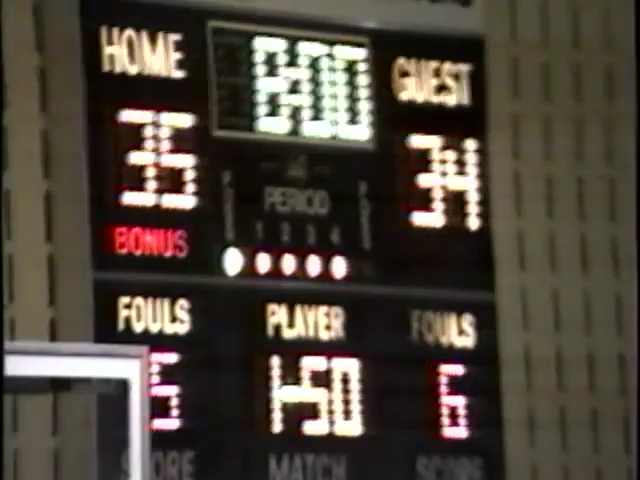 HOME 8:00 GUEST
35 34
PERIOD
1 2 3 4
BONUS
FOULS PLAYER FOULS
5 1-50 6
MATCH